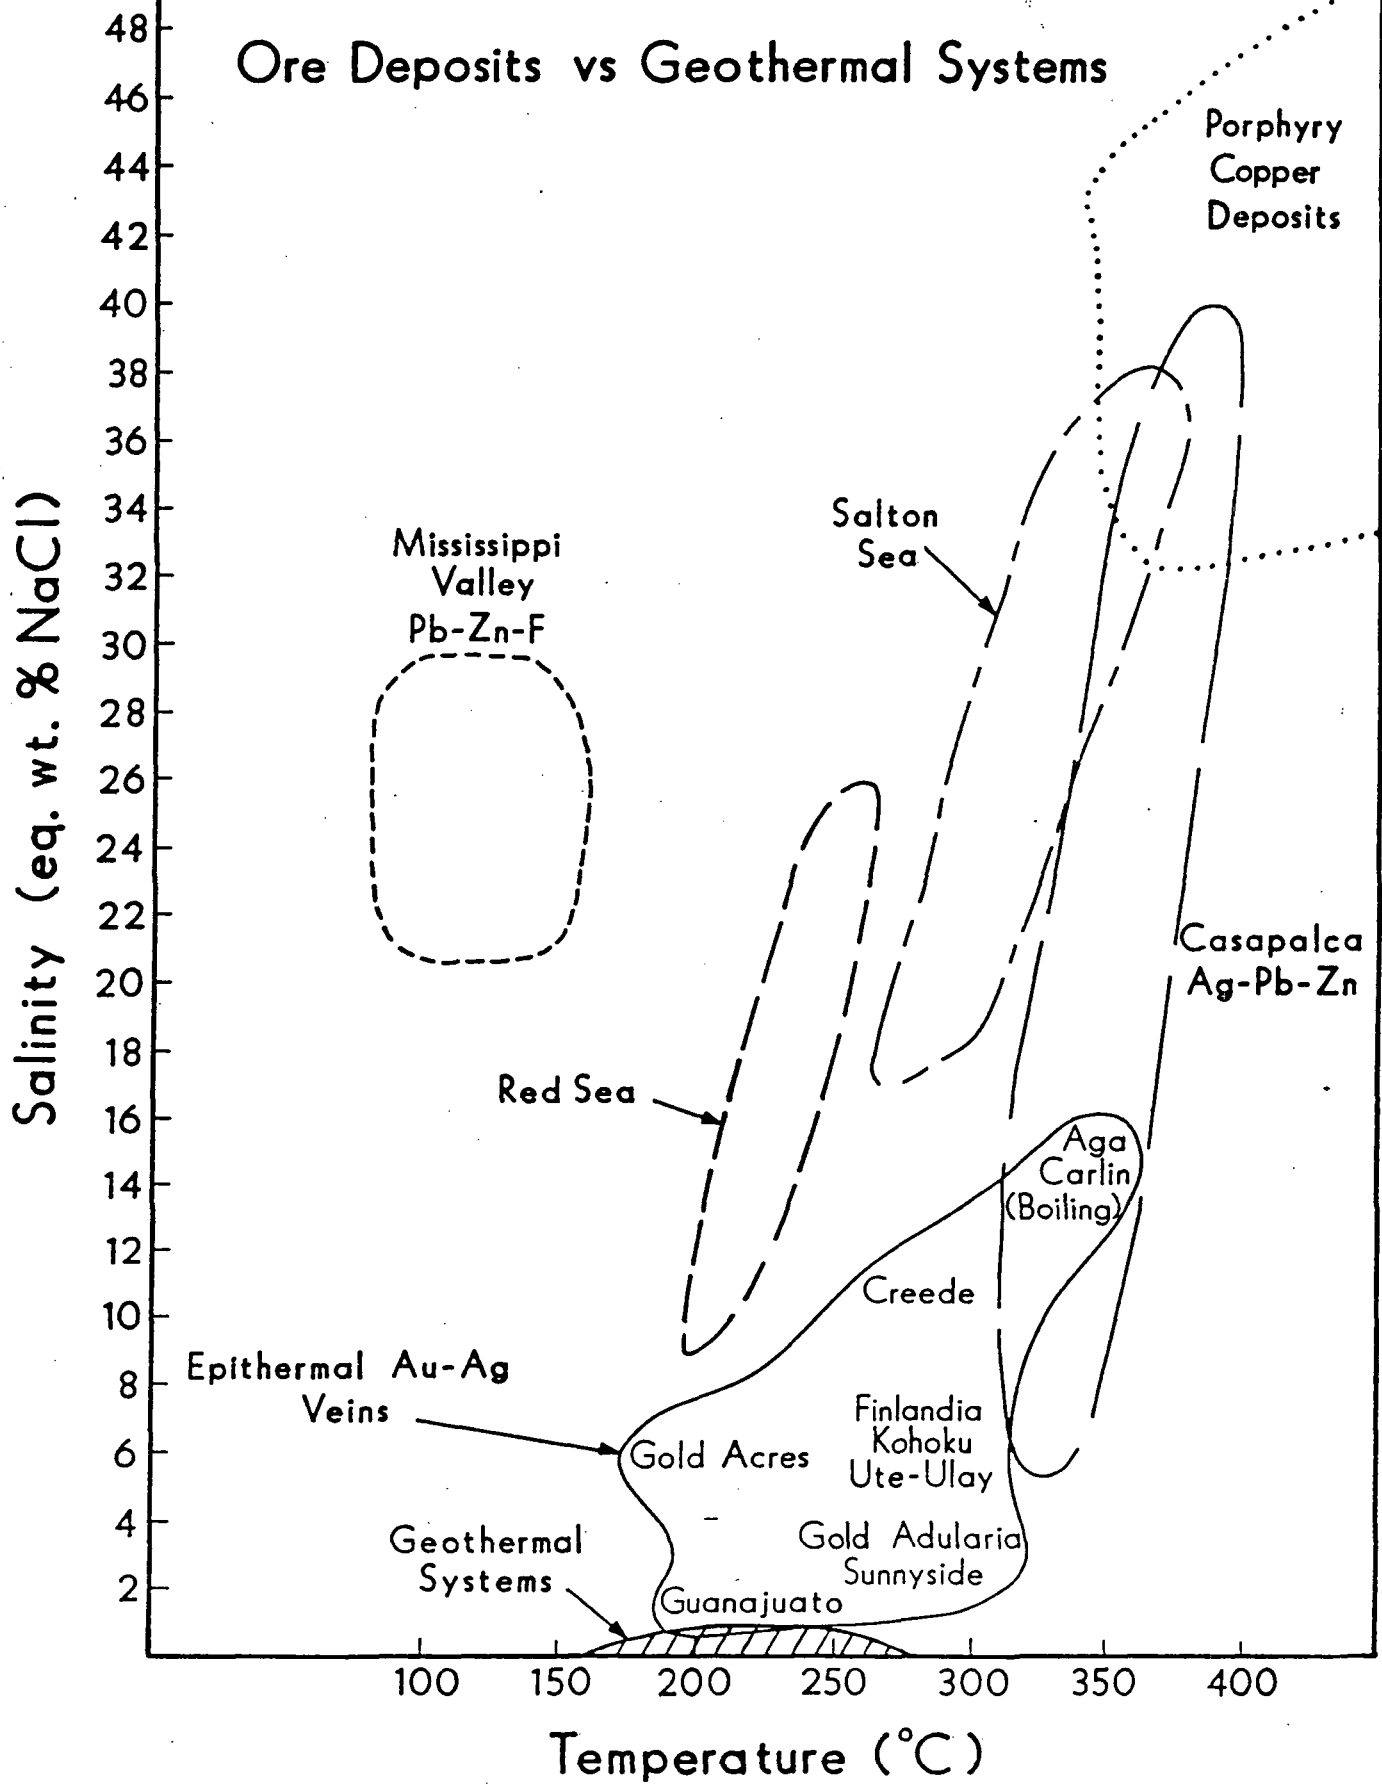 Ore Deposits vs Geothermal Systems
48
46
44
42
40
38
36
34
32
30
28
26
24
22
20
18
16
14
12
10
8
6
4
2
Salinity (eq. wt. % NaCl)
Porphyry
Copper
Deposits
Salton
Sea
Mississippi
Valley
Pb-Zn-F
Casapalca
Ag-Pb-Zn
Red Sea
Aga
Carlin
(Boiling)
Creede
Epithermal Au-Ag
Veins
Finlandia
Kohoku
Ute-Ulay
Gold Acres
Gold Adularia
Sunnyside
Geothermal
Systems
Guanajuato
100 150 200 250 300 350 400
Temperature (°C)